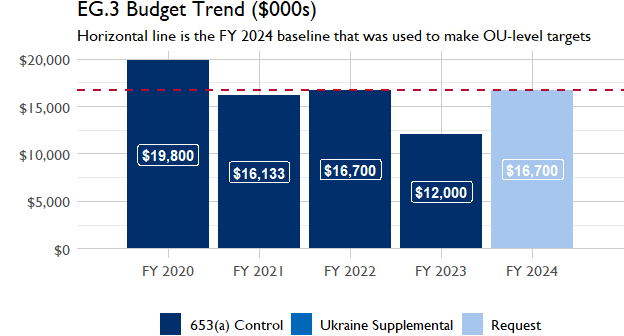 EG.3 Budget Trend ($000s)
Horizontal line is the FY 2024 baseline that was used to make OU-level targets
$20,000
$15,000
$10,000
$5,000
$0
$19,800
$16,133
$16,700
$12,000
$16,700
FY 2020
FY 2021
FY 2022
FY 2023
FY 2024
653(a) Control
Ukraine Supplemental
Request